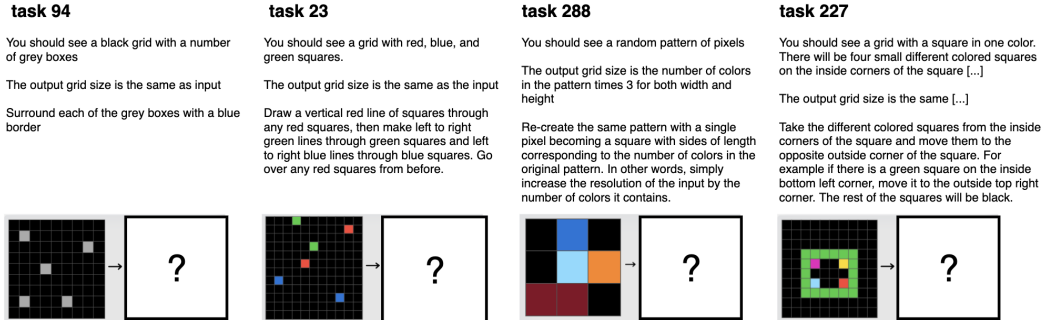 task 94
You should see a black grid with a number
of grey boxes
The output grid size is the same as input
Surround each of the grey boxes with a blue
border
?
task 23
You should see a grid with red, blue, and
green squares.
The output grid size is the same as the input
Draw a vertical red line of squares through
any red squares, then make left to right
green lines through green squares and left
to right blue lines through blue squares. Go
over any red squares from before.
?
task 288
You should see a random pattern of pixels
The output grid size is the number of colors
in the pattern times 3 for both width and
height
Re-create the same pattern with a single
pixel becoming a square with sides of length
corresponding to the number of colors in the
original pattern. In other words, simply
increase the resolution of the input by the
number of colors it contains.
?
task 227
You should see a grid with a square in one color.
There will be four small different colored squares
on the inside corners of the square [...]
The output grid size is the same [...]
Take the different colored squares from the inside
corners of the square and move them to the
opposite outside corner of the square. For
example if there is a green square on the inside
bottom left corner, move it to the outside top right
corner. The rest of the squares will be black.
?